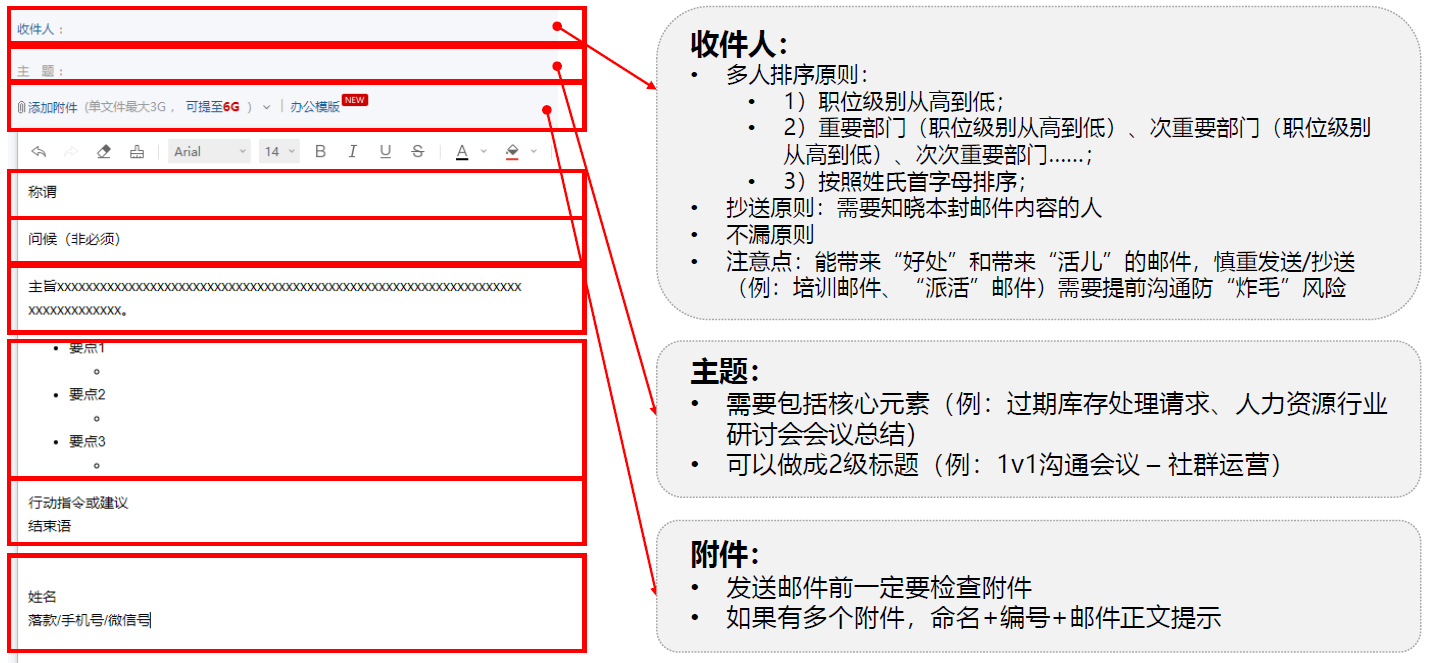 收件人：
主　题：
添加附件（单文件最大3G，可提至6G ） | 办公模版 NEW
Arial 14 B I U S A
称谓
问候（非必须）
主旨xxxxxxxxxxxxxxxxxxxxxxxxxxxxxxxxxxxxxxxxxxxxxxxxxxxxxxxxxxxxxxxxxx
xxxxxxxxxxxxx。
• 要点1
• 要点2
• 要点3
行动指令或建议
结束语
姓名
落款/手机号/微信号
收件人：
• 多人排序原则：
• 1）职位级别从高到低；
• 2）重要部门（职位级别从高到低）、次重要部门（职位级别
从高到低）、次次重要部门……；
• 3）按照姓氏首字母排序；
• 抄送原则：需要知晓本封邮件内容的人
• 不漏原则
• 注意点：能带来“好处”和带来“活儿”的邮件，慎重发送/抄送
（例：培训邮件、“派活”邮件）需要提前沟通防“炸毛”风险
主题：
• 需要包括核心元素（例：过期库存处理请求、人力资源行业
研讨会会议总结）
• 可以做成2级标题（例：1v1沟通会议 – 社群运营）
附件：
• 发送邮件前一定要检查附件
• 如果有多个附件，命名+编号+邮件正文提示